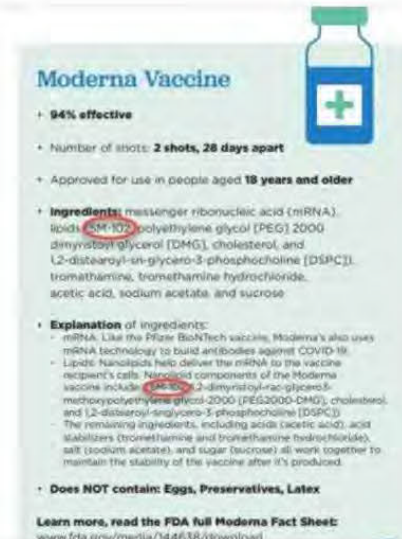 Moderna Vaccine
+ 94% effective
+ Number of shots: 2 shots, 28 days apart
+ Approved for use in people aged 18 years and older
+ Ingredients: messenger ribonucleic acid (mRNA),
lipids (SM-102, polyethylene glycol [PEG] 2000
dimyristoyl glycerol [DMG], cholesterol, and
1,2-distearoyl-sn-glycero-3-phosphocholine [DSPC]),
tromethamine, tromethamine hydrochloride,
acetic acid, sodium acetate, and sucrose
• Explanation of ingredients:
- mRNA: Like the Pfizer BioNTech vaccine, Moderna's also uses
mRNA technology to build antibodies against COVID-19
- Lipids: Nanolipids help deliver the mRNA to the vaccine
recipient's cells. Nanolipid components of the Moderna
vaccine include (SM-102, 1,2-dimyristoyl-rac-glycero3-
methoxypolyethylene glycol-2000 [PEG2000-DMG], cholesterol,
and 1,2-distearoyl-snglycero-3-phosphocholine [DSPC])
- The remaining ingredients, including acids (acetic acid), acid
stabilizers (tromethamine and tromethamine hydrochloride),
salt (sodium acetate), and sugar (sucrose) all work together to
maintain the stability of the vaccine after it's produced.
• Does NOT contain: Eggs, Preservatives, Latex
Learn more, read the FDA full Moderna Fact Sheet:
www.fda.gov/media/144638/download